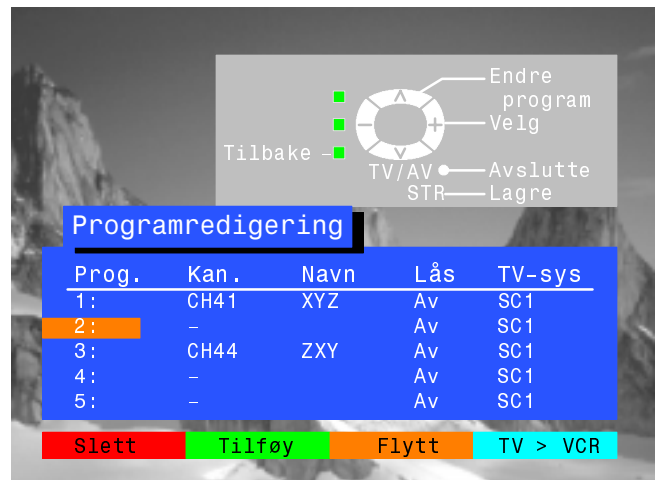 Endre
program
Velg
Tilbake
TV/AV Avslutte
STR Lagre
Programredigering
Prog. Kan. Navn Lås TV-sys
1: CH41 XYZ Av SC1
2: – Av SC1
3: CH44 ZXY Av SC1
4: – Av SC1
5: – Av SC1
Slett Tilføy Flytt TV > VCR